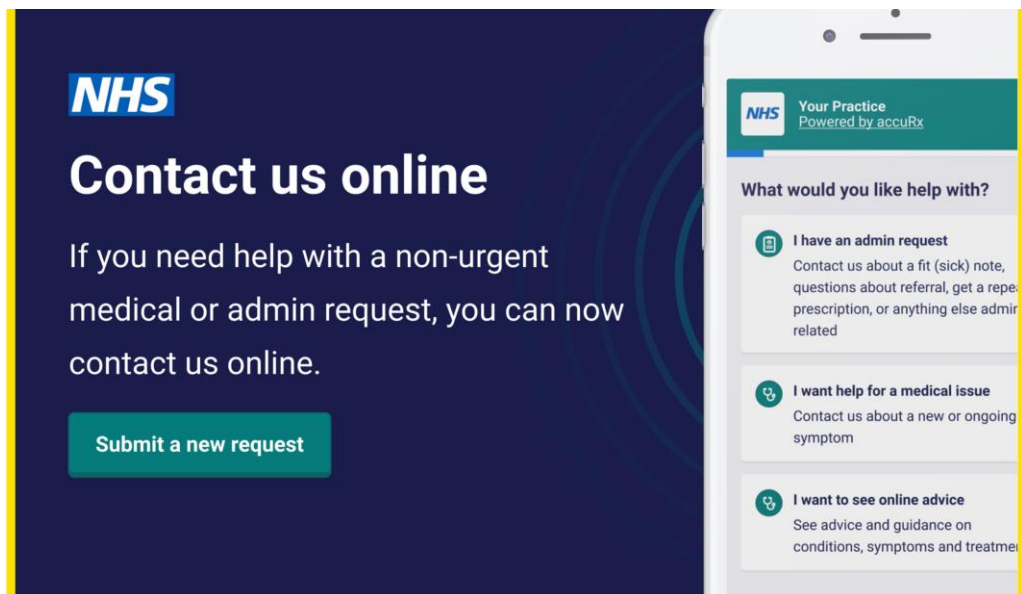 NHS
Contact us online
If you need help with a non-urgent
medical or admin request, you can now
contact us online.
Submit a new request
NHS
Your Practice
Powered by accuRx
What would you like help with?
I have an admin request
Contact us about a fit (sick) note,
questions about referral, get a
prescription, or anything else
related
I want help for a medical issue
Contact us about a new or ongoing
symptom
I want to see online advice
See advice and guidance on
conditions, symptoms and